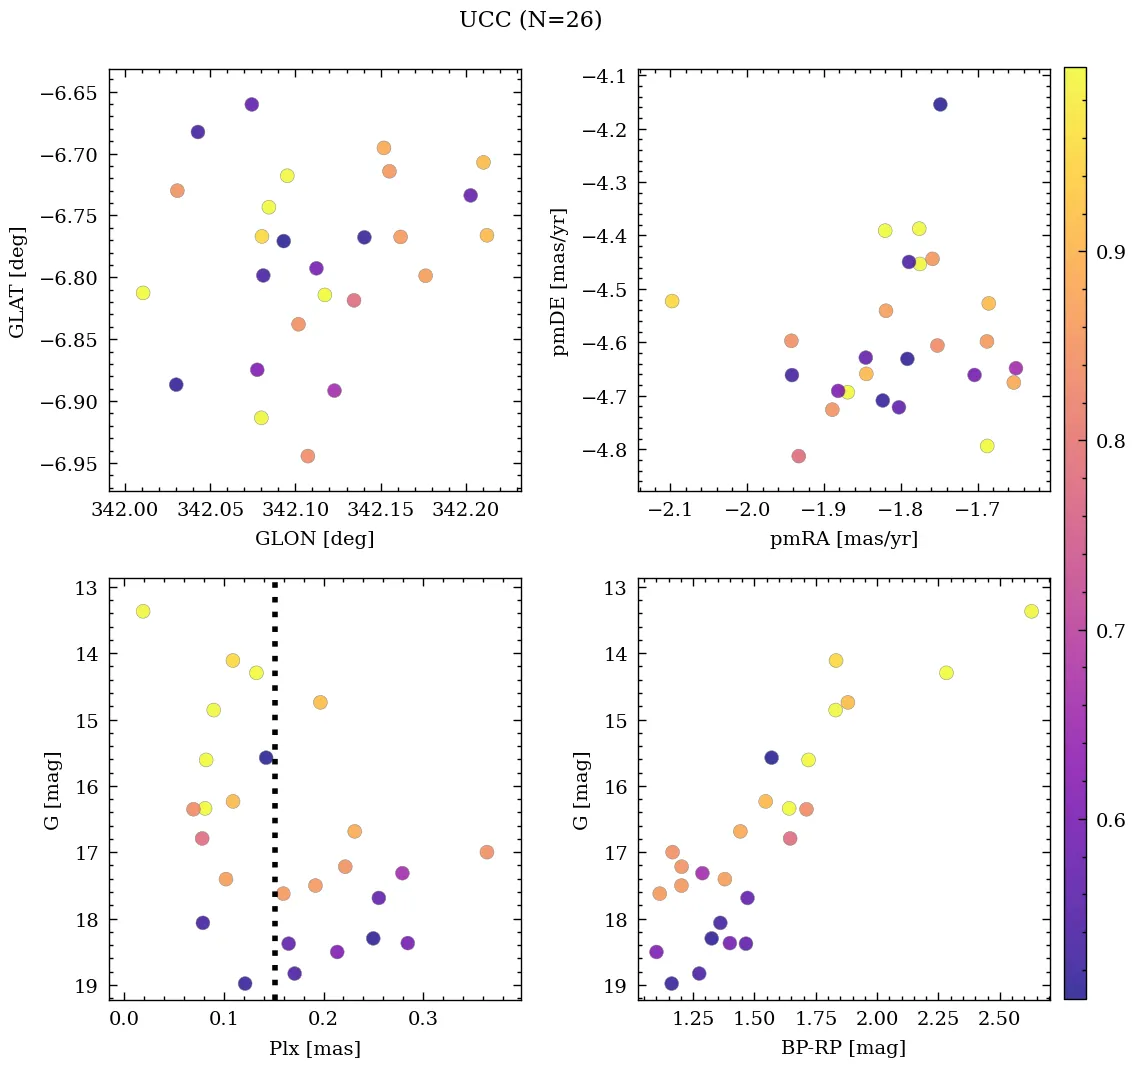 UCC (N=26)
−6.65
−6.70
−6.75
−6.80
−6.85
−6.90
−6.95
GLAT [deg]
342.00 342.05 342.10 342.15 342.20
GLON [deg]
−4.1
−4.2
−4.3
−4.4
−4.5
−4.6
−4.7
−4.8
pmDE [mas/yr]
−2.1 −2.0 −1.9 −1.8 −1.7
pmRA [mas/yr]
13
14
15
16
17
18
19
G [mag]
0.0 0.1 0.2 0.3
Plx [mas]
13
14
15
16
17
18
19
G [mag]
1.25 1.50 1.75 2.00 2.25 2.50
BP-RP [mag]
0.9
0.8
0.7
0.6